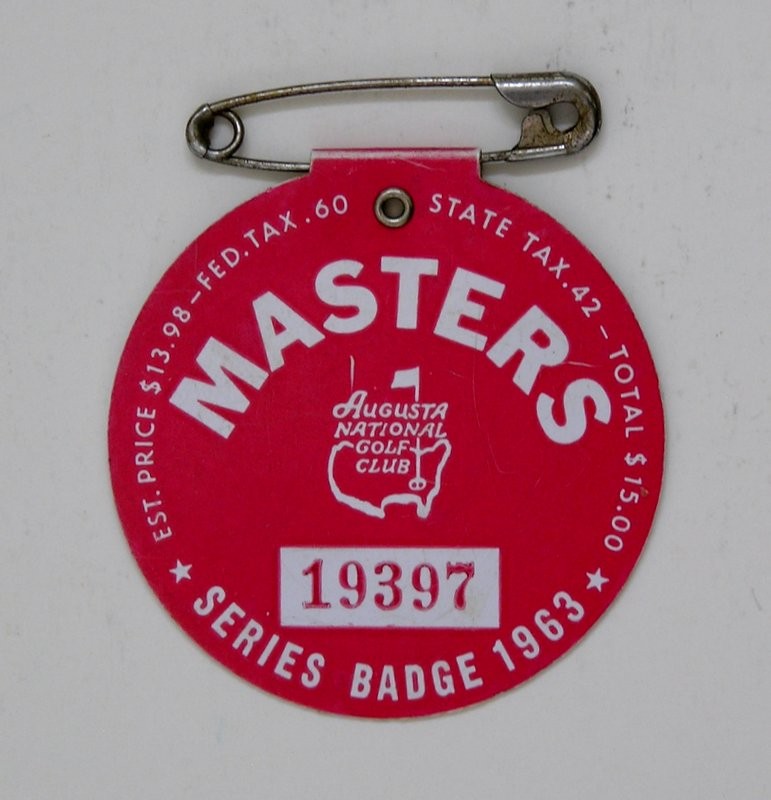 EST. PRICE $13.98-FED.TAX.60
STATE TAX.42-TOTAL $15.00
MASTERS
AUGUSTA
NATIONAL
GOLF
CLUB
19397
★ SERIES BADGE 1963 ★